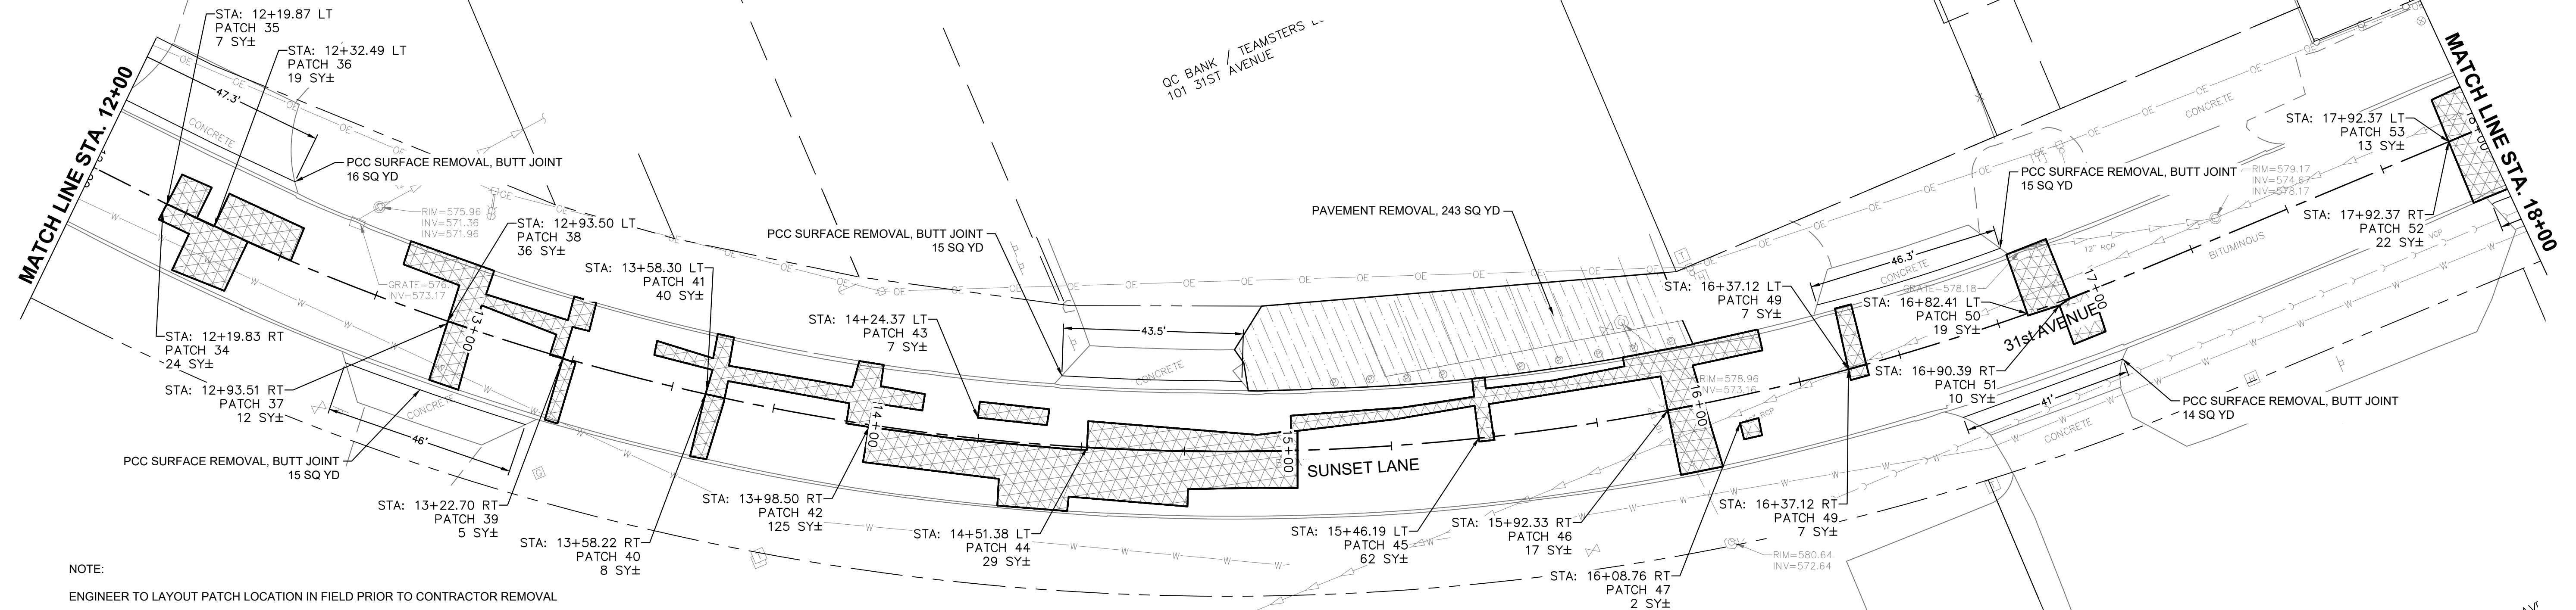 STA: 12+19.87 LT
PATCH 35
7 SY±
STA: 12+32.49 LT
PATCH 36
19 SY±
MATCH LINE STA. 12+00
47.3'
CONCRETE
OE
PCC SURFACE REMOVAL, BUTT JOINT
16 SQ YD
RIM=575.96
INV=571.36
INV=571.96
INV=573.17
STA: 12+93.50 LT
PATCH 38
36 SY±
STA: 12+19.83 RT
PATCH 34
24 SY±
STA: 12+93.51 RT
PATCH 37
12 SY±
13+00
CONCRETE
46'
PCC SURFACE REMOVAL, BUTT JOINT
15 SQ YD
STA: 13+22.70 RT
PATCH 39
5 SY±
STA: 13+58.30 LT
PATCH 41
40 SY±
STA: 13+58.22 RT
PATCH 40
8 SY±
QC BANK / TEAMSTERS
101 31ST AVENUE
PCC SURFACE REMOVAL, BUTT JOINT
15 SQ YD
43.5'
CONCRETE
STA: 14+24.37 LT
PATCH 43
7 SY±
14+00
STA: 13+98.50 RT
PATCH 42
125 SY±
STA: 14+51.38 LT
PATCH 44
29 SY±
PAVEMENT REMOVAL, 243 SQ YD
15+00
SUNSET LANE
STA: 15+46.19 LT
PATCH 45
62 SY±
STA: 15+92.33 RT
PATCH 46
17 SY±
16+00
RIM=578.96
INV=573.16
RCP
STA: 16+08.76 RT
PATCH 47
2 SY±
STA: 16+37.12 LT
PATCH 49
7 SY±
STA: 16+37.12 RT
PATCH 49
7 SY±
RIM=580.64
INV=572.64
46.3'
CONCRETE
GRATE=578.18
PCC SURFACE REMOVAL, BUTT JOINT
15 SQ YD
STA: 16+82.41 LT
PATCH 50
19 SY±
31st AVENUE
17+00
STA: 16+90.39 RT
PATCH 51
10 SY±
12" RCP
BITUMINOUS
VCP
CONCRETE
RIM=579.17
INV=574.67
INV=578.17
STA: 17+92.37 LT
PATCH 53
13 SY±
STA: 17+92.37 RT
PATCH 52
22 SY±
18+00
MATCH LINE STA. 18+00
41'
CONCRETE
PCC SURFACE REMOVAL, BUTT JOINT
14 SQ YD
NOTE:
ENGINEER TO LAYOUT PATCH LOCATION IN FIELD PRIOR TO CONTRACTOR REMOVAL